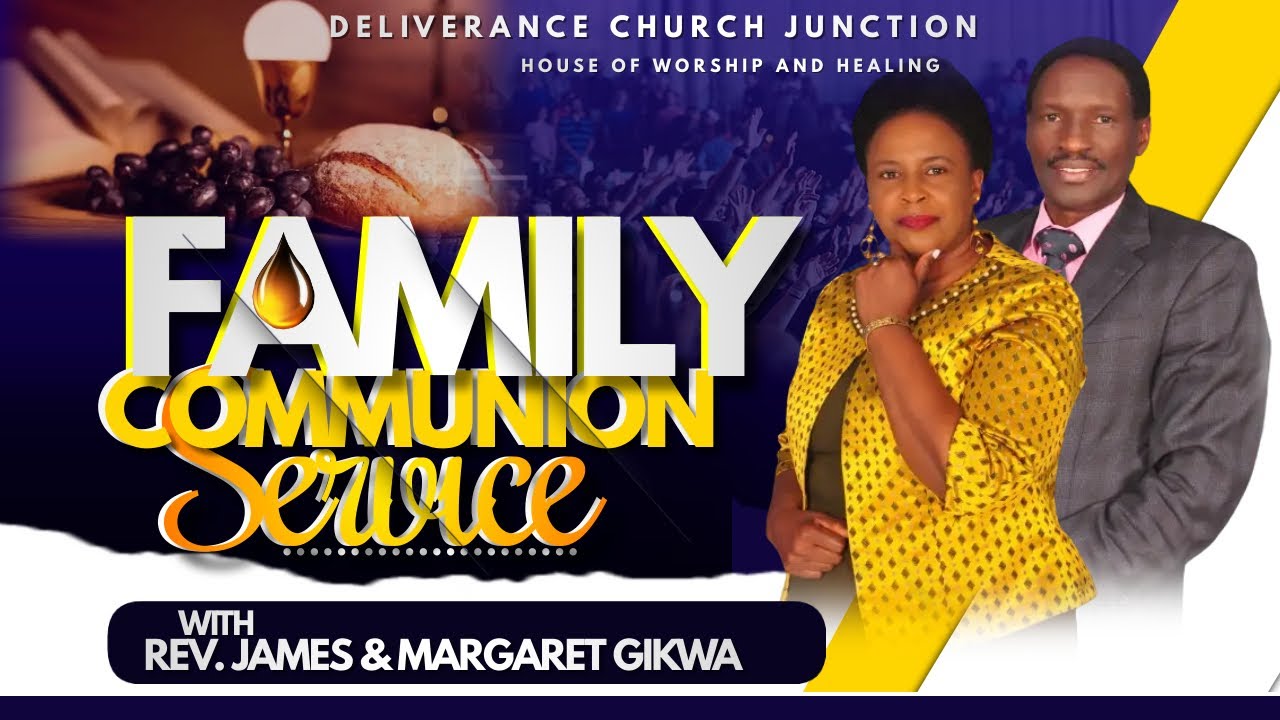 DELIVERANCE CHURCH JUNCTION
HOUSE OF WORSHIP AND HEALING
FAMILY
COMMUNION
Service
WITH
REV. JAMES & MARGARET GIKWA